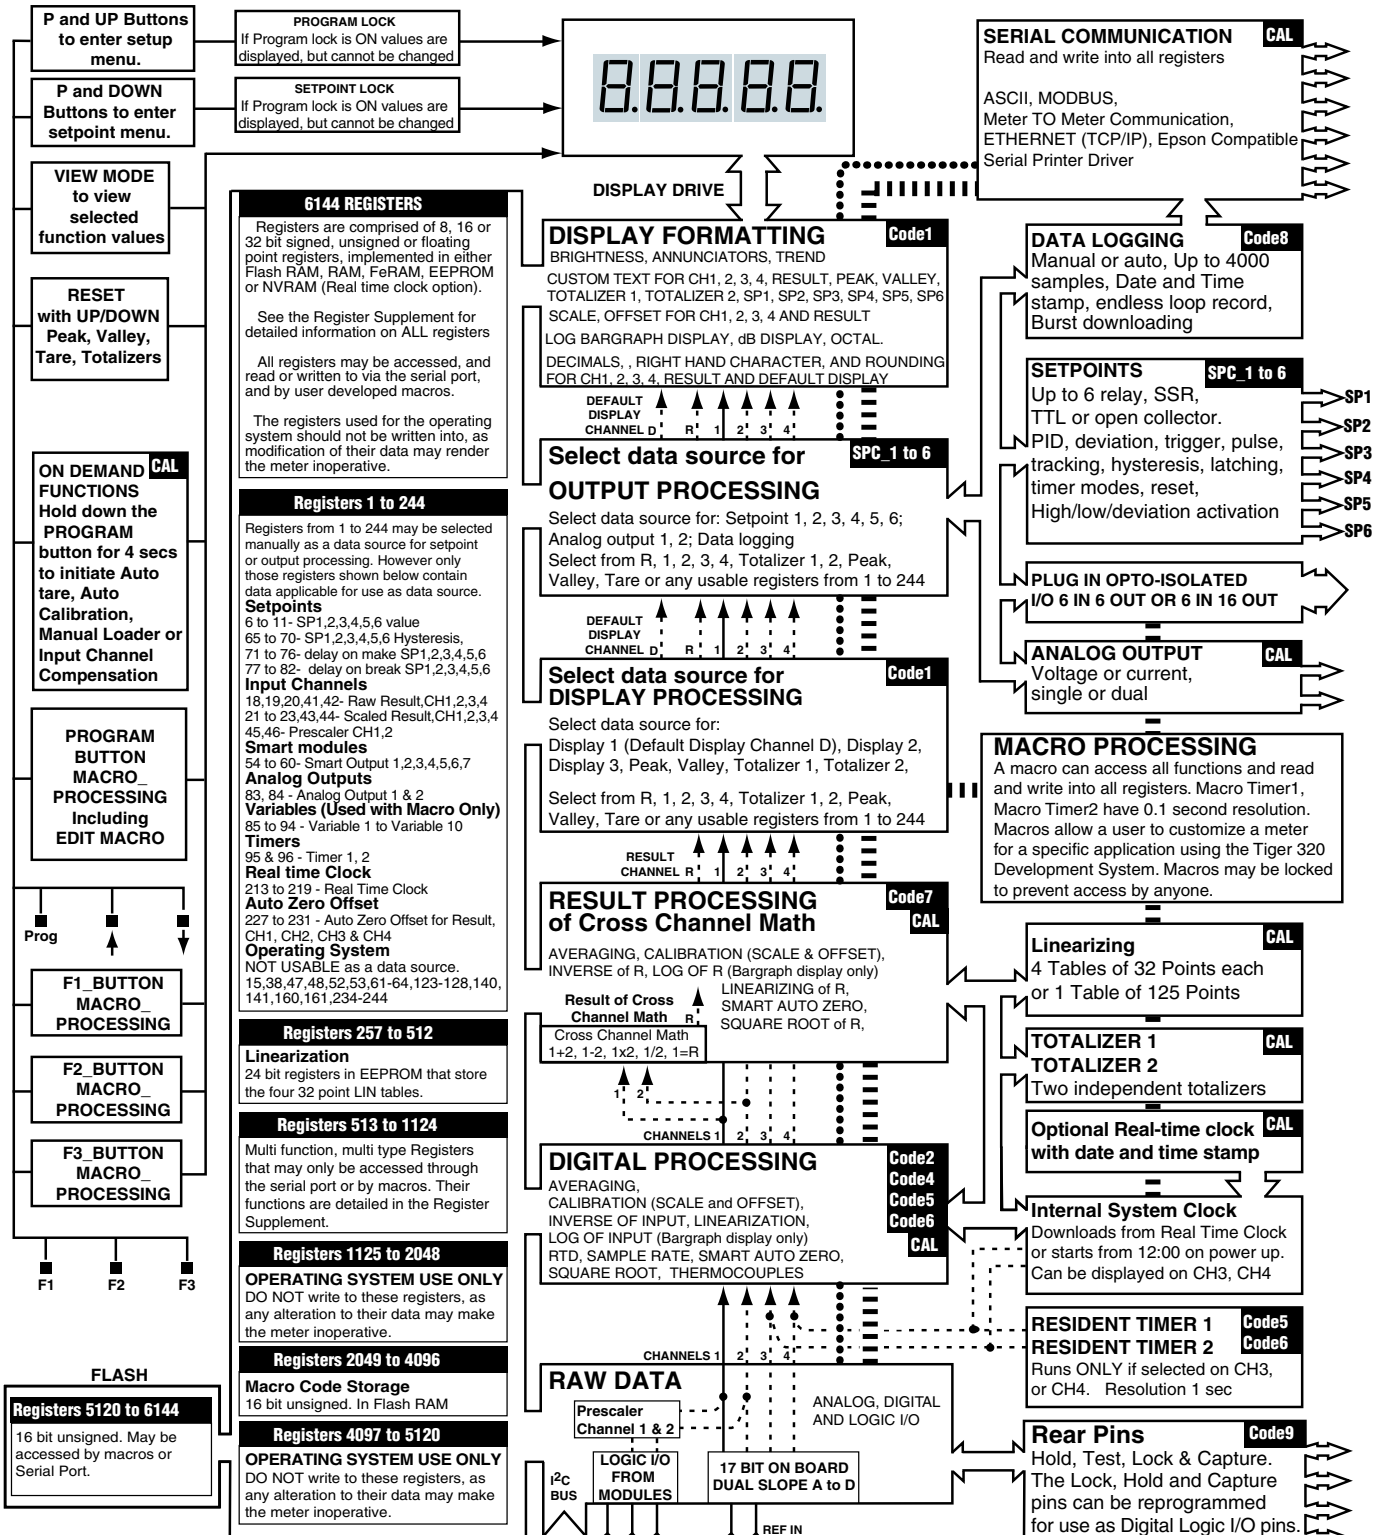 P and UP Buttons
to enter setup
menu.
PROGRAM LOCK
If Program lock is ON values are
displayed, but cannot be changed
P and DOWN
Buttons to enter
setpoint menu.
SETPOINT LOCK
If Program lock is ON values are
displayed, but cannot be changed
VIEW MODE
to view
selected
function values
RESET
with UP/DOWN
Peak, Valley,
Tare, Totalizers
ON DEMAND CAL
FUNCTIONS
Hold down the
PROGRAM
button for 4 secs
to initiate Auto
tare, Auto
Calibration,
Manual Loader or
Input Channel
Compensation
PROGRAM
BUTTON
MACRO_
PROCESSING
Including
EDIT MACRO
Prog
F1_BUTTON
MACRO_
PROCESSING
F2_BUTTON
MACRO_
PROCESSING
F3_BUTTON
MACRO_
PROCESSING
F1 F2 F3
FLASH
Registers 5120 to 6144
16 bit unsigned. May be
accessed by macros or
Serial Port.
6144 REGISTERS
Registers are comprised of 8, 16 or
32 bit signed, unsigned or floating
point registers, implemented in either
Flash RAM, RAM, FeRAM, EEPROM
or NVRAM (Real time clock option).
See the Register Supplement for
detailed information on ALL registers
All registers may be accessed, and
read or written to via the serial port,
and by user developed macros.
The registers used for the operating
system should not be written into, as
modification of their data may render
the meter inoperative.
Registers 1 to 244
Registers from 1 to 244 may be selected
manually as a data source for setpoint
or output processing. However only
those registers shown below contain
data applicable for use as data source.
Setpoints
6 to 11- SP1,2,3,4,5,6 value
65 to 70- SP1,2,3,4,5,6 Hysteresis,
71 to 76- delay on make SP1,2,3,4,5,6
77 to 82- delay on break SP1,2,3,4,5,6
Input Channels
18,19,20,41,42- Raw Result,CH1,2,3,4
21 to 23,43,44- Scaled Result,CH1,2,3,4
45,46- Prescaler CH1,2
Smart modules
54 to 60- Smart Output 1,2,3,4,5,6,7
Analog Outputs
83, 84 - Analog Output 1 & 2
Variables (Used with Macro Only)
85 to 94 - Variable 1 to Variable 10
Timers
95 & 96 - Timer 1, 2
Real time Clock
213 to 219 - Real Time Clock
Auto Zero Offset
227 to 231 - Auto Zero Offset for Result,
CH1, CH2, CH3 & CH4
Operating System
NOT USABLE as a data source.
15,38,47,48,52,53,61-64,123-128,140,
141,160,161,234-244
Registers 257 to 512
Linearization
24 bit registers in EEPROM that store
the four 32 point LIN tables.
Registers 513 to 1124
Multi function, multi type Registers
that may only be accessed through
the serial port or by macros. Their
functions are detailed in the Register
Supplement.
Registers 1125 to 2048
OPERATING SYSTEM USE ONLY
DO NOT write to these registers, as
any alteration to their data may make
the meter inoperative.
Registers 2049 to 4096
Macro Code Storage
16 bit unsigned. In Flash RAM
Registers 4097 to 5120
OPERATING SYSTEM USE ONLY
DO NOT write to these registers, as
any alteration to their data may make
the meter inoperative.
8.8.8.8.8.
DISPLAY DRIVE
DISPLAY FORMATTING Code1
BRIGHTNESS, ANNUNCIATORS, TREND
CUSTOM TEXT FOR CH1, 2, 3, 4, RESULT, PEAK, VALLEY,
TOTALIZER 1, TOTALIZER 2, SP1, SP2, SP3, SP4, SP5, SP6
SCALE, OFFSET FOR CH1, 2, 3, 4 AND RESULT
LOG BARGRAPH DISPLAY, dB DISPLAY, OCTAL.
DECIMALS, , RIGHT HAND CHARACTER, AND ROUNDING
FOR CH1, 2, 3, 4, RESULT AND DEFAULT DISPLAY
DEFAULT
DISPLAY
CHANNEL D R 1 2 3 4
Select data source for SPC_1 to 6
OUTPUT PROCESSING
Select data source for: Setpoint 1, 2, 3, 4, 5, 6;
Analog output 1, 2; Data logging
Select from R, 1, 2, 3, 4, Totalizer 1, 2, Peak,
Valley, Tare or any usable registers from 1 to 244
DEFAULT
DISPLAY
CHANNEL D R 1 2 3 4
Select data source for Code1
DISPLAY PROCESSING
Select data source for:
Display 1 (Default Display Channel D), Display 2,
Display 3, Peak, Valley, Totalizer 1, Totalizer 2,
Select from R, 1, 2, 3, 4, Totalizer 1, 2, Peak,
Valley, Tare or any usable registers from 1 to 244
RESULT
CHANNEL R 1 2 3 4
RESULT PROCESSING Code7
of Cross Channel Math CAL
AVERAGING, CALIBRATION (SCALE & OFFSET),
INVERSE of R, LOG OF R (Bargraph display only)
LINEARIZING of R,
SMART AUTO ZERO,
SQUARE ROOT of R,
Result of Cross
Channel Math R
Cross Channel Math
1+2, 1-2, 1x2, 1/2, 1=R
1 2
CHANNELS 1 2 3 4
DIGITAL PROCESSING Code2
Code4
Code5
Code6
CAL
AVERAGING,
CALIBRATION (SCALE and OFFSET),
INVERSE OF INPUT, LINEARIZATION,
LOG OF INPUT (Bargraph display only)
RTD, SAMPLE RATE, SMART AUTO ZERO,
SQUARE ROOT, THERMOCOUPLES
CHANNELS 1 2 3 4
RAW DATA
ANALOG, DIGITAL
AND LOGIC I/O
Prescaler
Channel 1 & 2
I2C
BUS
LOGIC I/O
FROM
MODULES
17 BIT ON BOARD
DUAL SLOPE A to D
REF IN
SERIAL COMMUNICATION CAL
Read and write into all registers
ASCII, MODBUS,
Meter TO Meter Communication,
ETHERNET (TCP/IP), Epson Compatible
Serial Printer Driver
DATA LOGGING Code8
Manual or auto, Up to 4000
samples, Date and Time
stamp, endless loop record,
Burst downloading
SETPOINTS SPC_1 to 6
Up to 6 relay, SSR,
TTL or open collector.
PID, deviation, trigger, pulse,
tracking, hysteresis, latching,
timer modes, reset,
High/low/deviation activation
SP1
SP2
SP3
SP4
SP5
SP6
PLUG IN OPTO-ISOLATED
I/O 6 IN 6 OUT OR 6 IN 16 OUT
ANALOG OUTPUT CAL
Voltage or current,
single or dual
MACRO PROCESSING
A macro can access all functions and read
and write into all registers. Macro Timer1,
Macro Timer2 have 0.1 second resolution.
Macros allow a user to customize a meter
for a specific application using the Tiger 320
Development System. Macros may be locked
to prevent access by anyone.
Linearizing CAL
4 Tables of 32 Points each
or 1 Table of 125 Points
TOTALIZER 1 CAL
TOTALIZER 2
Two independent totalizers
Optional Real-time clock CAL
with date and time stamp
Internal System Clock
Downloads from Real Time Clock
or starts from 12:00 on power up.
Can be displayed on CH3, CH4
RESIDENT TIMER 1 Code5
RESIDENT TIMER 2 Code6
Runs ONLY if selected on CH3,
or CH4. Resolution 1 sec
Rear Pins Code9
Hold, Test, Lock & Capture.
The Lock, Hold and Capture
pins can be reprogrammed
for use as Digital Logic I/O pins.